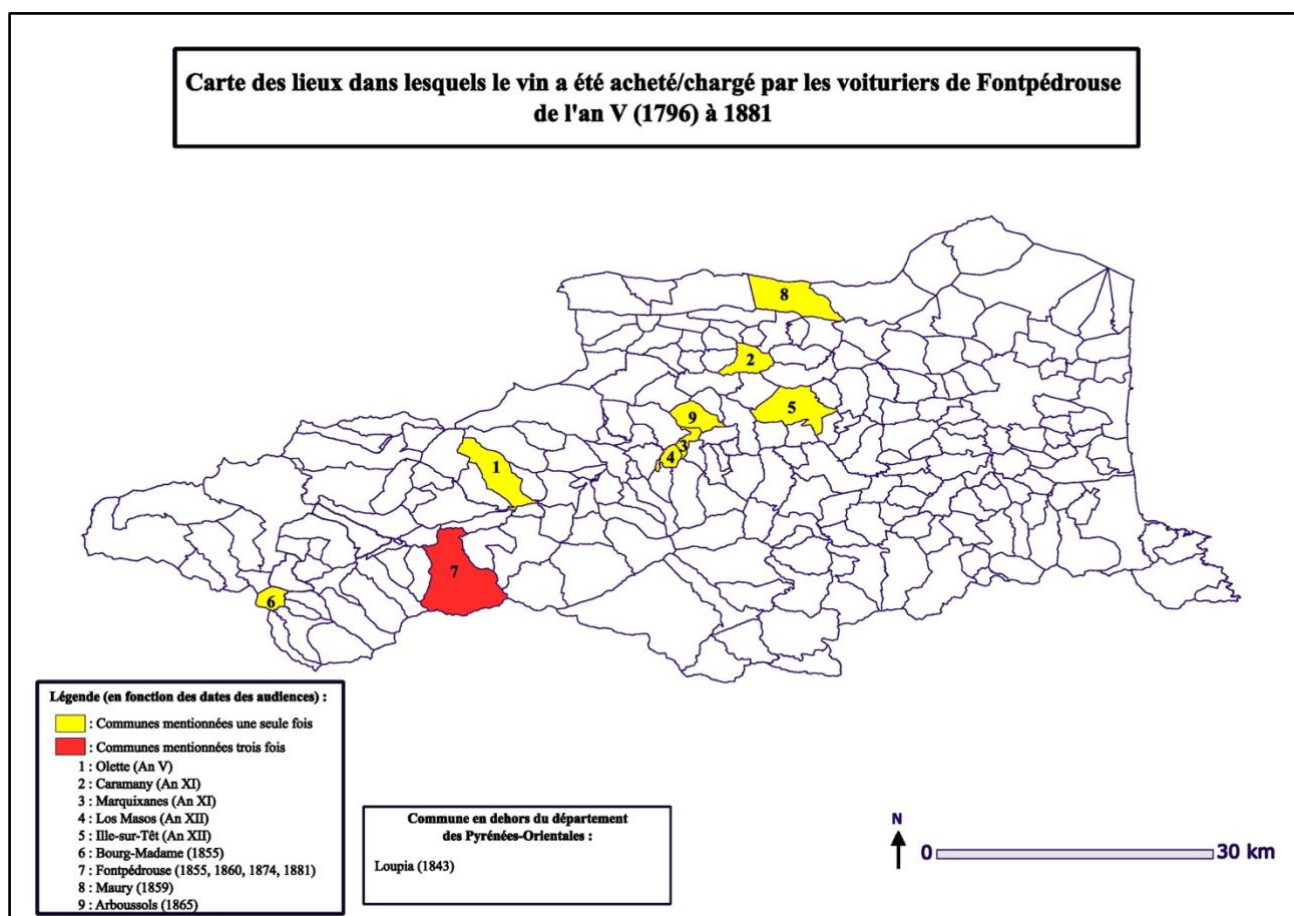 Carte des lieux dans lesquels le vin a été acheté/chargé par les voituriers de Fontpédrouse
de l'an V (1796) à 1881
8
2
5
9
3
4
1
7
6
Légende (en fonction des dates des audiences) :
: Communes mentionnées une seule fois
: Communes mentionnées trois fois
1 : Olette (An V)
2 : Caramany (An XI)
3 : Marquixanes (An XI)
4 : Los Masos (An XII)
5 : Ille-sur-Têt (An XII)
6 : Bourg-Madame (1855)
7 : Fontpédrouse (1855, 1860, 1874, 1881)
8 : Maury (1859)
9 : Arboussols (1865)
Commune en dehors du département
des Pyrénées-Orientales :
Loupia (1843)
N
0 30 km